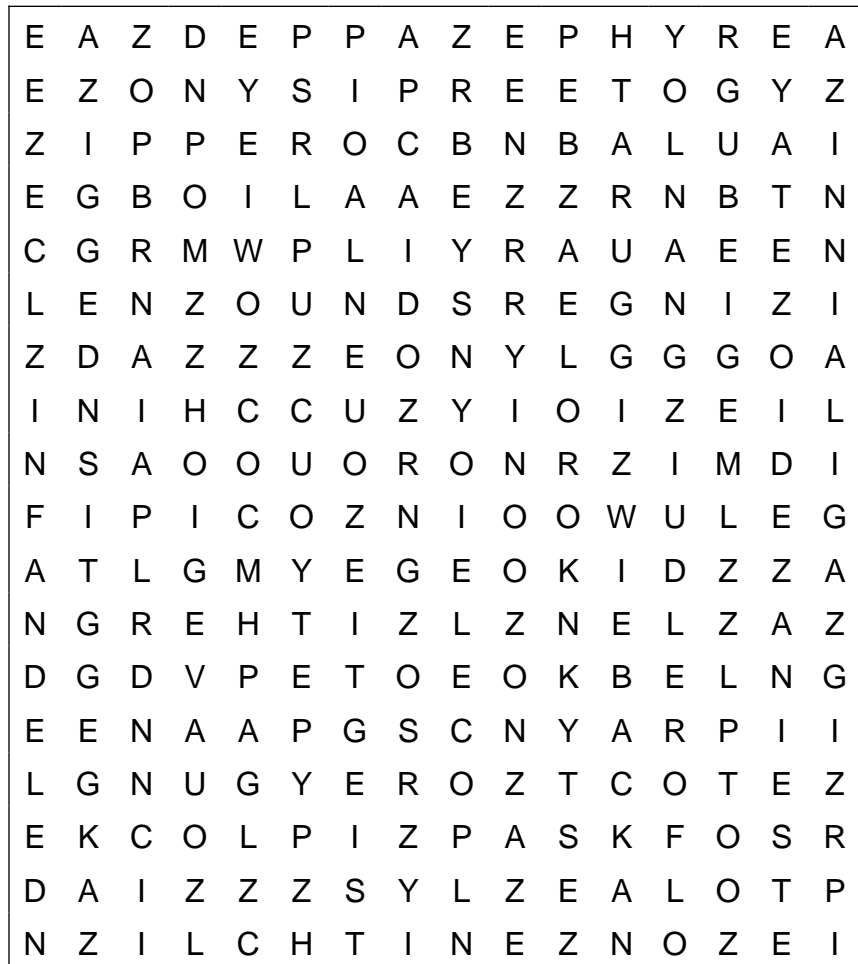 E A Z D E P P A Z E P H Y R E A
E Z O N Y S I P R E E T O G Y Z
Z I P P E R O C B N B A L U A I
E G B O I L A A E Z Z R N B T N
C G R M W P L I Y R A U A E E N
L E N Z O U N D S R E G N I Z I
Z D A Z Z Z E O N Y L G G G O A
I N I H C C U Z Y I O I Z E I L
N S A O O U O R O N R Z I M D I
F I P I C O Z N I O O W U L E G
A T L G M Y E G E O K I D Z Z A
N G R E H T I Z L Z N E L Z A Z
D G D V P E T O E O K B E L N G
E E N A A P G S C N Y A R P I I
L G N U G Y E R O Z T C O T E Z
E K C O L P I Z P A S K F O S R
D A I Z Z Z S Y L Z E A L O T P
N Z I L C H T I N E Z N O Z E I